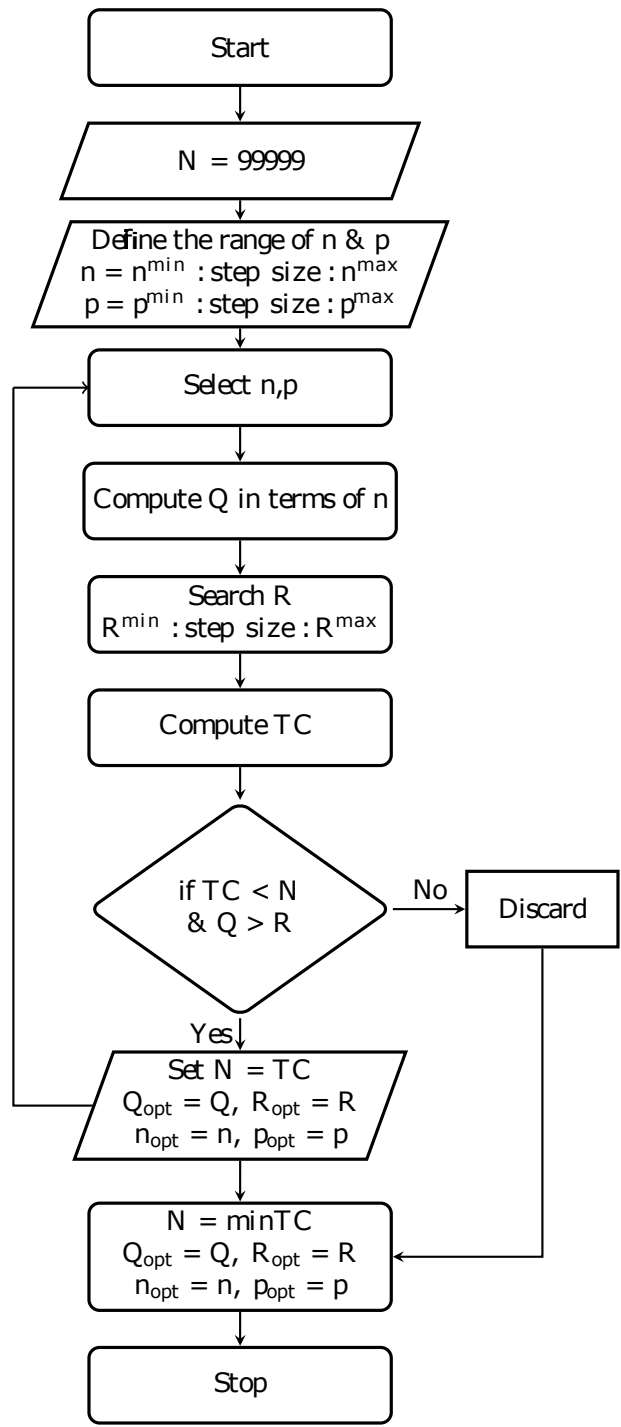 Start
N = 99999
Define the range of n & p
n = n^min : step size : n^max
p = p^min : step size : p^max
Select n,p
Compute Q in terms of n
Search R
R^min : step size : R^max
Compute TC
if TC < N
& Q > R
No
Discard
Yes
Set N = TC
Q_opt = Q, R_opt = R
n_opt = n, p_opt = p
N = minTC
Q_opt = Q, R_opt = R
n_opt = n, p_opt = p
Stop